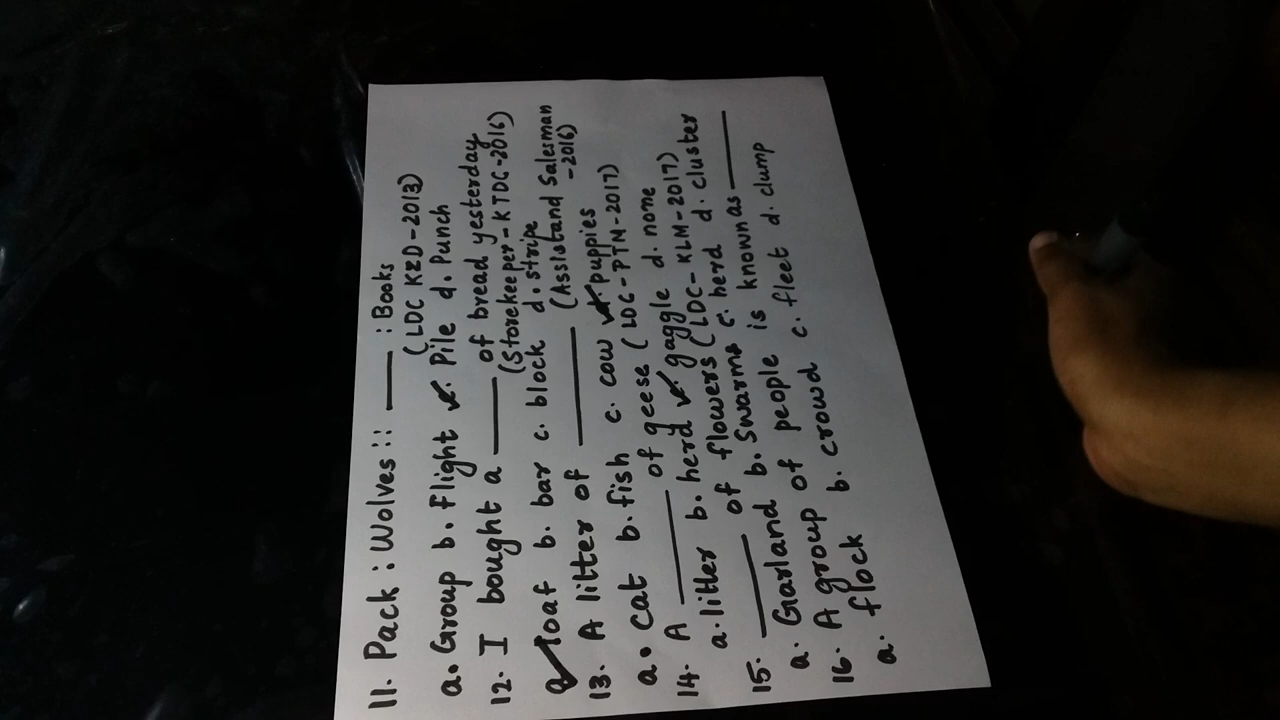 11. Pack : Wolves :: ____ : Books
(LDC KZD-2013)
a. Group b. Flight ✓. Pile d. Punch
12. I bought a ____ of bread yesterday
(Storekeeper-KTDC-2016)
a✓loaf b. bar c. block d. stripe
13. A litter of ____ (Assistand Salesman
-2016)
a. cat b. fish c. cow ✓. puppies
14. A ____ of geese (LDC-PTN-2017)
a. litter b. herd ✓. gaggle d. none
15. ____ of flowers (LDC-KLM-2017)
a. Garland b. Swarms c. herd d. cluster
16. A group of people is known as ____
a. flock b. crowd c. fleet d. clump